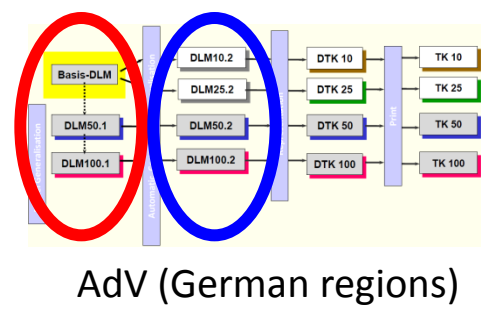 DLM10.2 DTK 10 TK 10
Basis-DLM
DLM25.2 DTK 25 TK 25
DLM50.1 DLM50.2 DTK 50 TK 50
DLM100.1 DLM100.2 DTK 100 TK 100
Print
AdV (German regions)